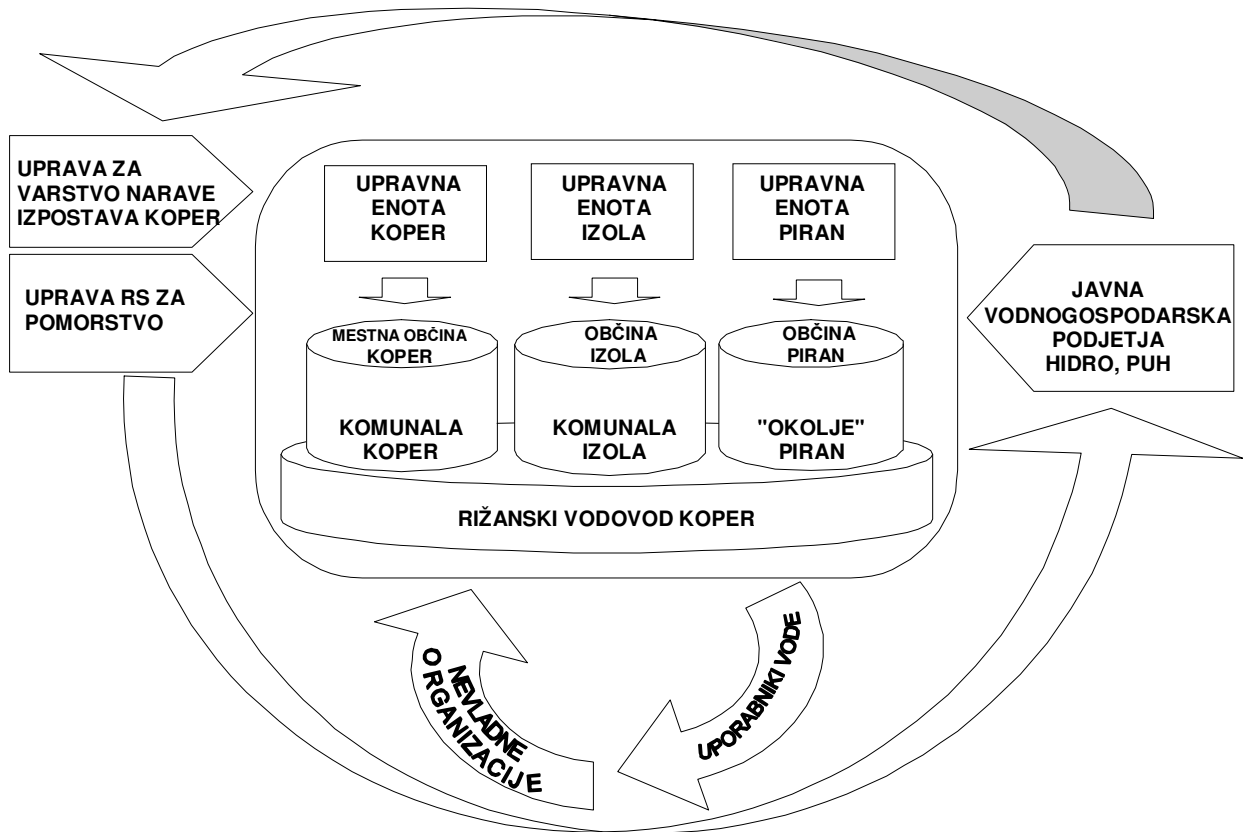 UPRAVA ZA
VARSTVO NARAVE
IZPOSTAVA KOPER
UPRAVA RS ZA
POMORSTVO
UPRAVNA
ENOTA
KOPER
UPRAVNA
ENOTA
IZOLA
UPRAVNA
ENOTA
PIRAN
MESTNA OBČINA
KOPER
OBČINA
IZOLA
OBČINA
PIRAN
KOMUNALA
KOPER
KOMUNALA
IZOLA
"OKOLJE"
PIRAN
RIŽANSKI VODOVOD KOPER
JAVNA
VODNOGOSPODARSKA
PODJETJA
HIDRO, PUH
NEVLADNE
ORGANIZACIJE
UPORABNIKI VODE